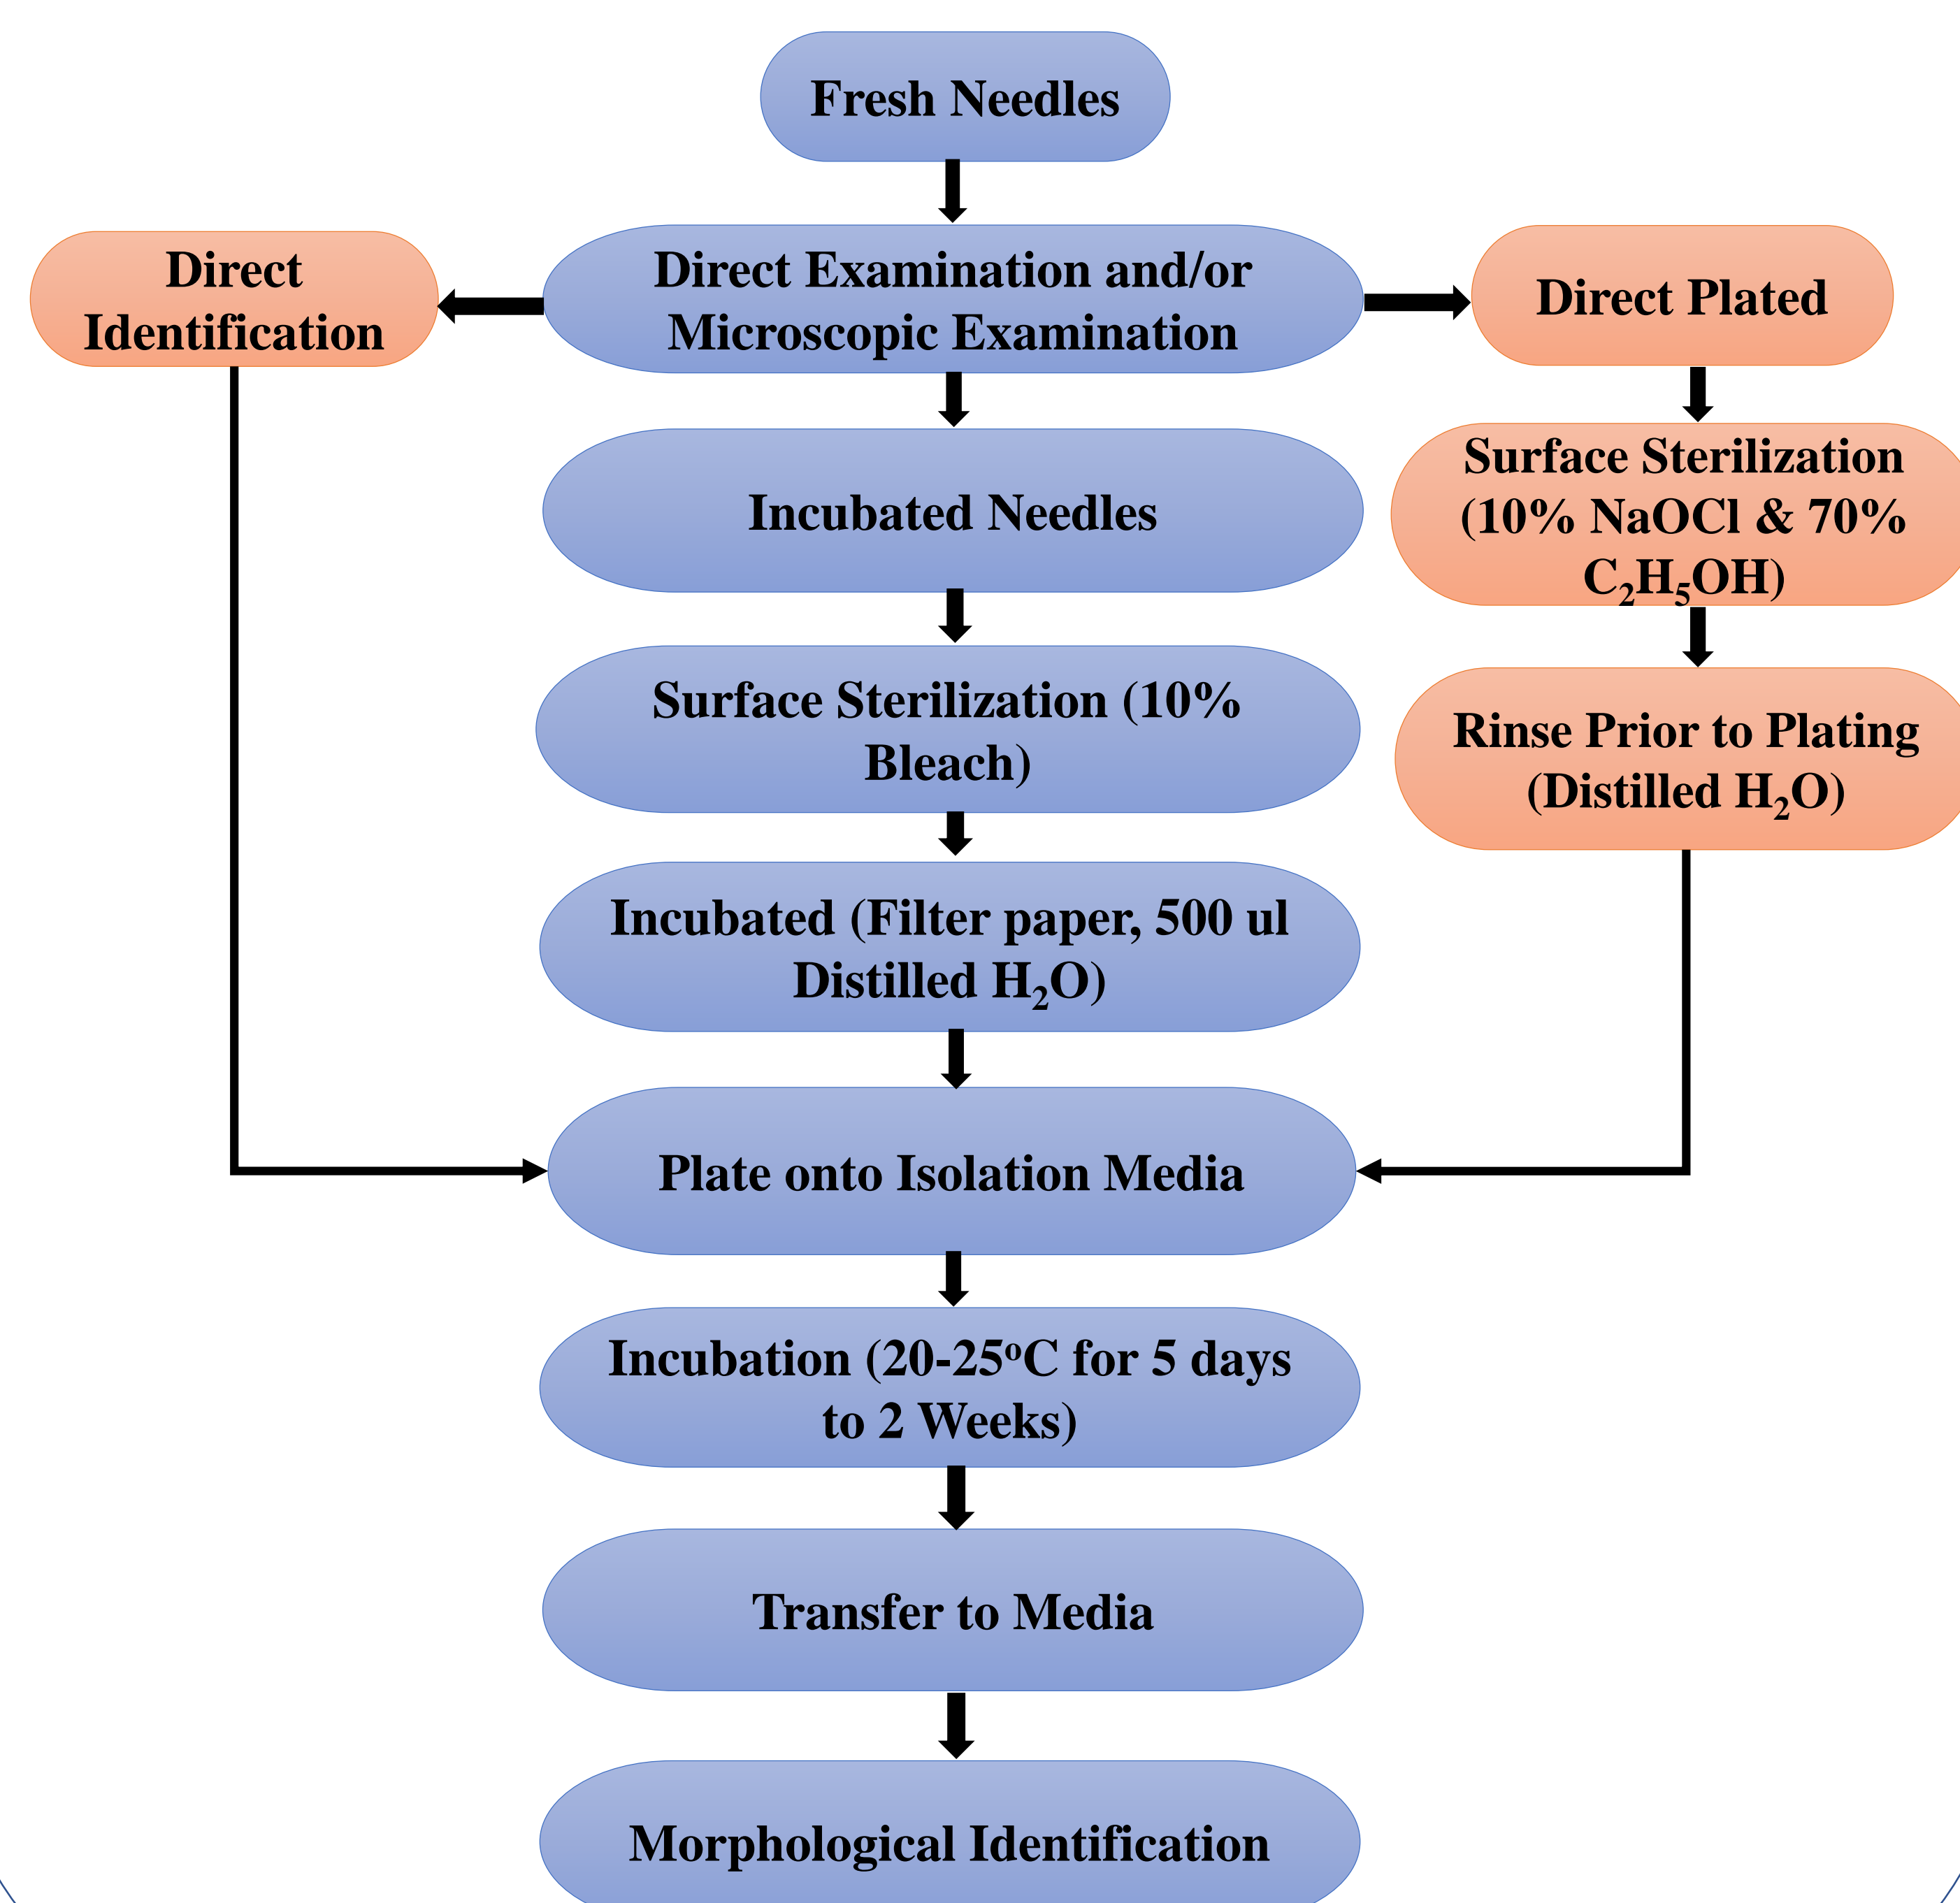 Fresh Needles
Direct
Identification
Direct Examination and/or
Microscopic Examination
Direct Plated
Incubated Needles
Surface Sterilization
(10% NaOCl & 70%
C₂H₅OH)
Surface Sterilization (10%
Bleach)
Rinse Prior to Plating
(Distilled H₂O)
Incubated (Filter paper, 500 ul
Distilled H₂O)
Plate onto Isolation Media
Incubation (20-25ºC for 5 days
to 2 Weeks)
Transfer to Media
Morphological Identification